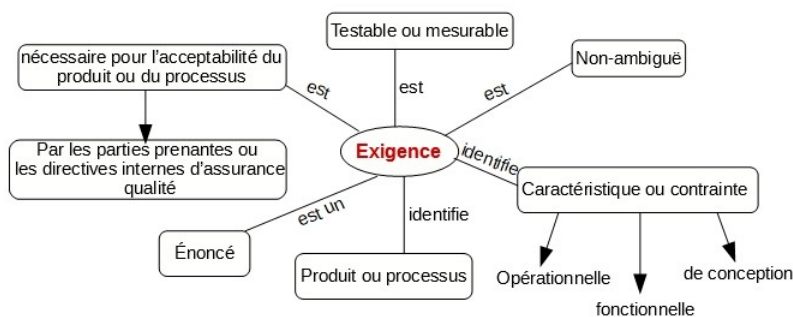 Testable ou mesurable
nécessaire pour l'acceptabilité du
produit ou du processus
Non-ambiguë
est
est
est
Par les parties prenantes ou
les directives internes d'assurance
qualité
Exigence
identifie
Caractéristique ou contrainte
est un
identifie
Énoncé
Produit ou processus
Opérationnelle
de conception
fonctionnelle